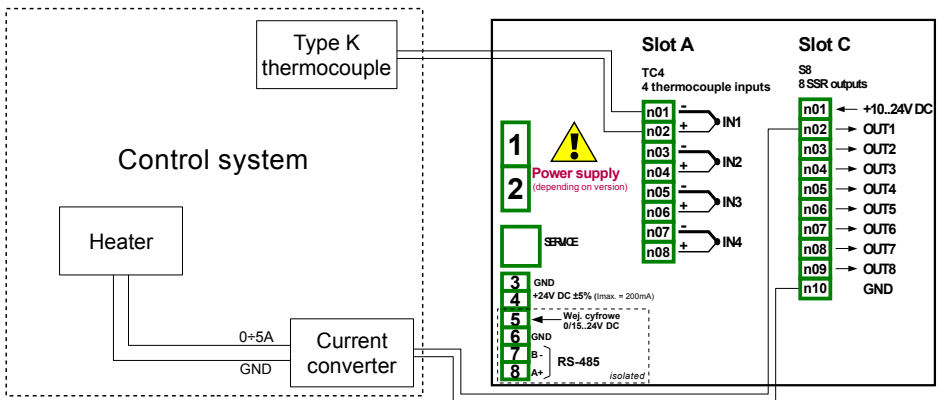 Control system
Type K
thermocouple
Heater
0÷5A
GND
Current
converter
1
2
Power supply
(depending on version)
SERVICE
3 GND
4 +24V DC ±5% (Imax. = 200mA)
5 Wej. cyfrowe
0/15..24V DC
6 GND
7 B -
8 A+
RS-485
isolated
Slot A
TC4
4 thermocouple inputs
n01 -
n02 + IN1
n03 -
n04 + IN2
n05 -
n06 + IN3
n07 -
n08 + IN4
Slot C
S8
8 SSR outputs
n01 +10..24V DC
n02 OUT1
n03 OUT2
n04 OUT3
n05 OUT4
n06 OUT5
n07 OUT6
n08 OUT7
n09 OUT8
n10 GND